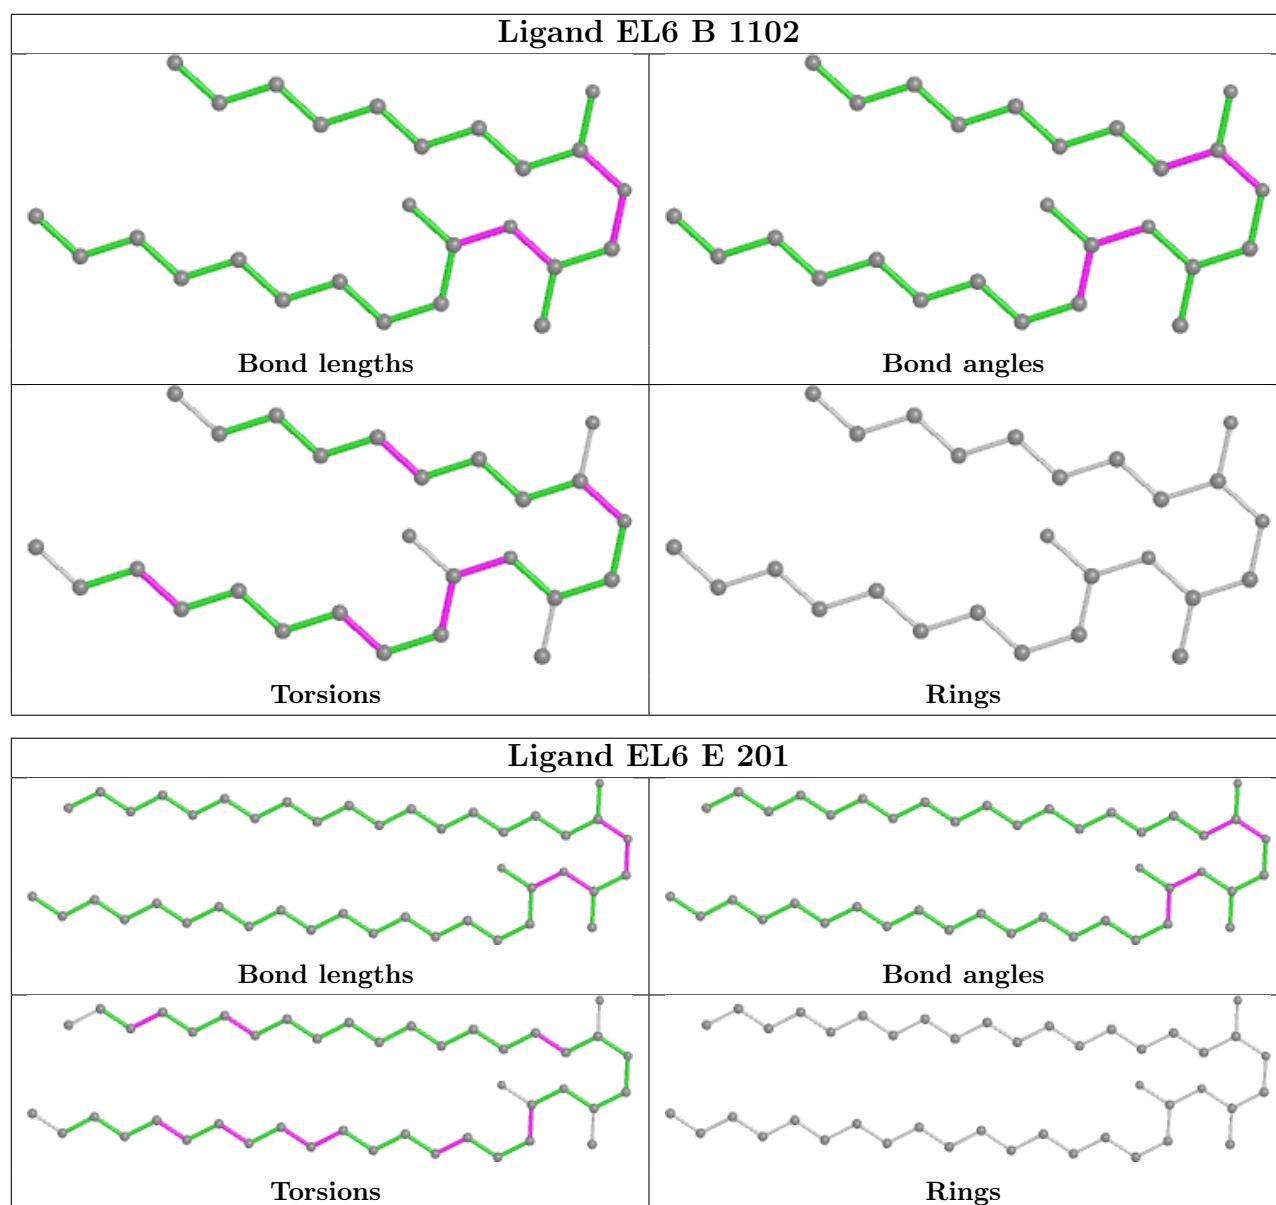 Ligand EL6 B 1102
Bond lengths
Bond angles
Torsions
Rings
Ligand EL6 E 201
Bond lengths
Bond angles
Torsions
Rings